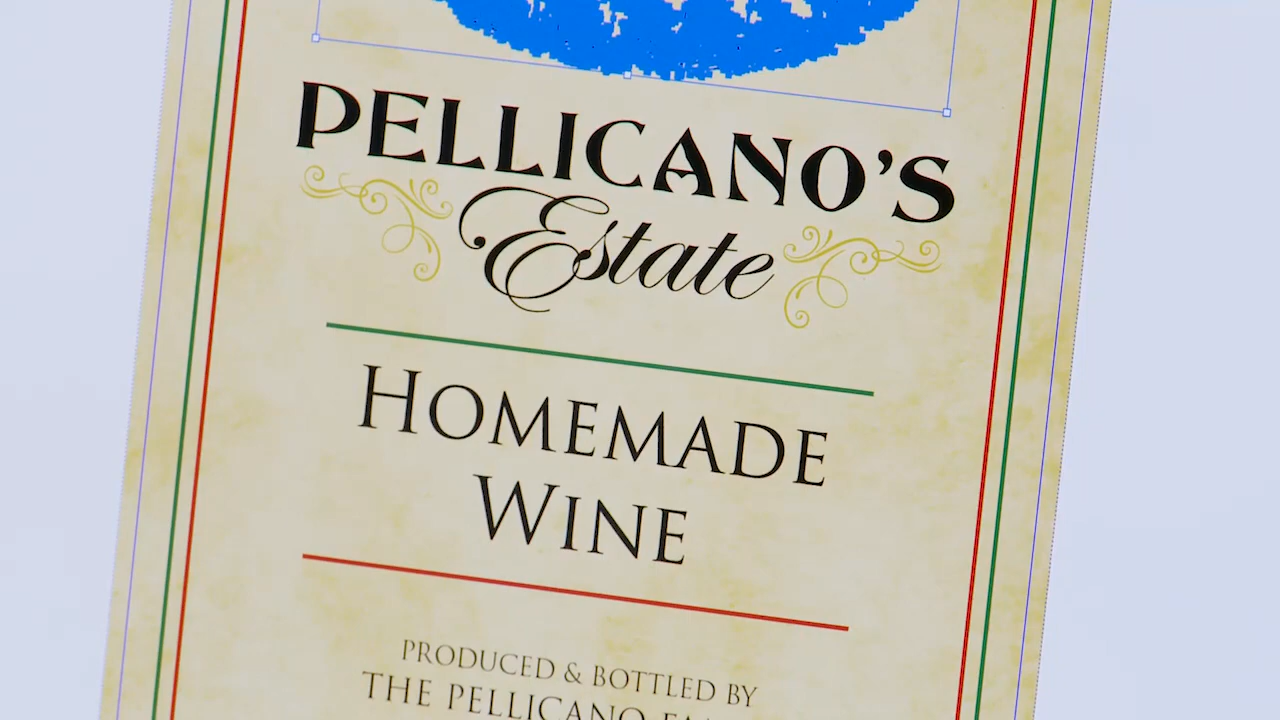 PELLICANO'S
Estate
HOMEMADE
WINE
PRODUCED & BOTTLED BY
THE PELLICANO